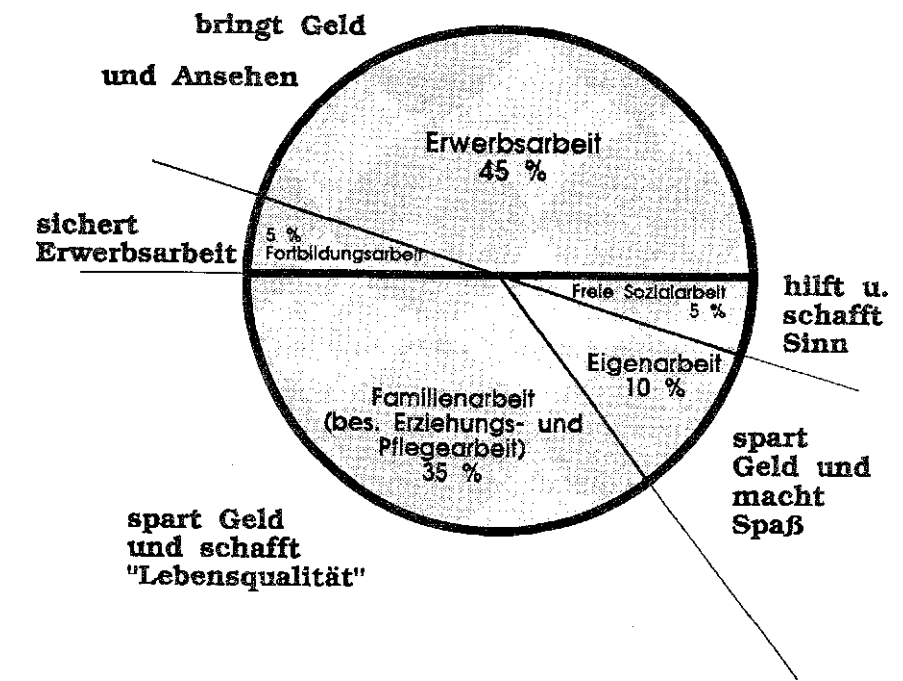 bringt Geld
und Ansehen
Erwerbsarbeit
45 %
sichert
Erwerbsarbeit
5 %
Fortbildungsarbeit
Freie Sozialarbeit
5 %
hilft u.
schafft
Sinn
Eigenarbeit
10 %
Familienarbeit
(bes. Erziehungs- und
Pflegearbeit)
35 %
spart
Geld und
macht
Spaß
spart Geld
und schafft
"Lebensqualität"